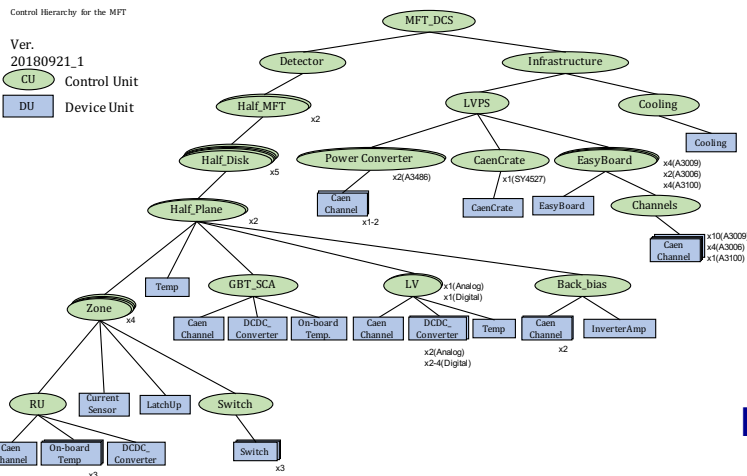 Control Hierarchy for the MFT
MFT_DCS
Ver.
20180921_1
CU Control Unit
DU Device Unit
Detector
Infrastructure
Half_MFT
x2
LVPS
Cooling
Cooling
Half_Disk
x5
Power Converter
x2(A3486)
CaenCrate
x1(SY4527)
EasyBoard
x4(A3009)
x2(A3006)
x4(A3100)
Caen
Channel
x1-2
CaenCrate
EasyBoard
Channels
Half_Plane
x2
Caen
Channel
x10(A3009)
x4(A3006)
x1(A3100)
Temp
GBT_SCA
LV
x1(Analog)
x1(Digital)
Back_bias
Zone
x4
Caen
Channel
DCDC_
Converter
On-board
Temp.
Caen
Channel
DCDC_
Converter
x2(Analog)
x2-4(Digital)
Temp
Caen
Channel
x2
InverterAmp
RU
Current
Sensor
LatchUp
Switch
Caen
hannel
On-board
Temp
x3
DCDC_
Converter
Switch
x3